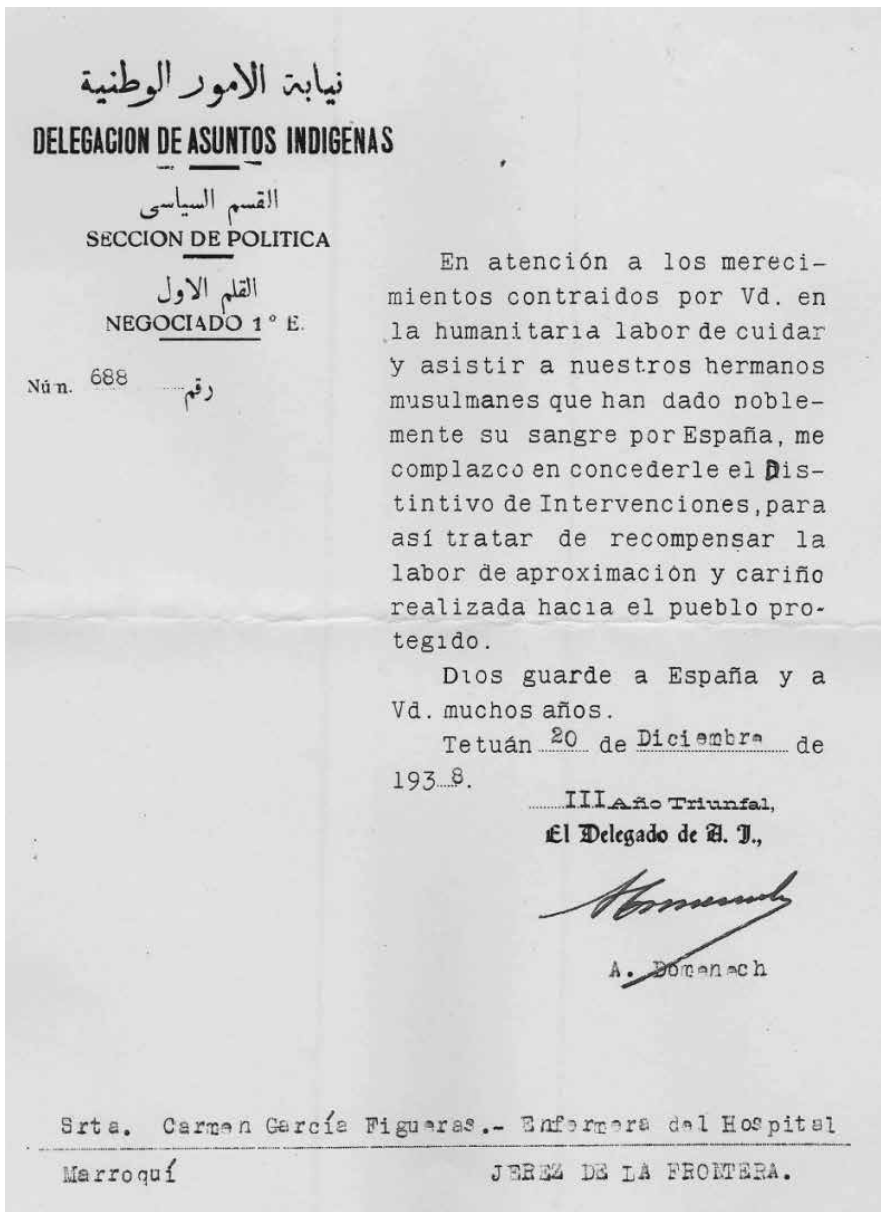 نيابة الامور الوطنية
DELEGACION DE ASUNTOS INDIGENAS
القسم السياسى
SECCION DE POLITICA
القلم الاول
NEGOCIADO 1º E.
Núm. 688 رقم
En atención a los mereci-
mientos contraidos por Vd. en
la humanitaria labor de cuidar
y asistir a nuestros hermanos
musulmanes que han dado noble-
mente su sangre por España, me
complazco en concederle el Dis-
tintivo de Intervenciones, para
así tratar de recompensar la
labor de aproximación y cariño
realizada hacia el pueblo pro-
tegido.
Dios guarde a España y a
Vd. muchos años.
Tetuán 20 de Diciembre de
1938.
III Año Triunfal,
El Delegado de A. I.,
A. Domenech
Srta. Carmen García Figueras.- Enfermera del Hospital
Marroquí JEREZ DE LA FRONTERA.